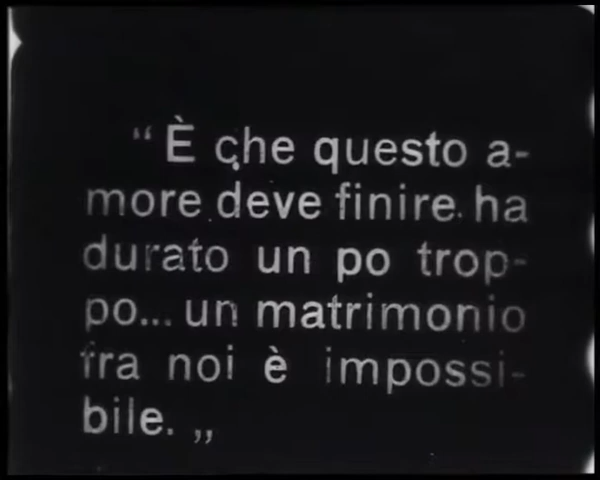 “ È che questo a-
more deve finire. ha
durato un po trop-
po... un matrimonio
fra noi è impossi-
bile. „